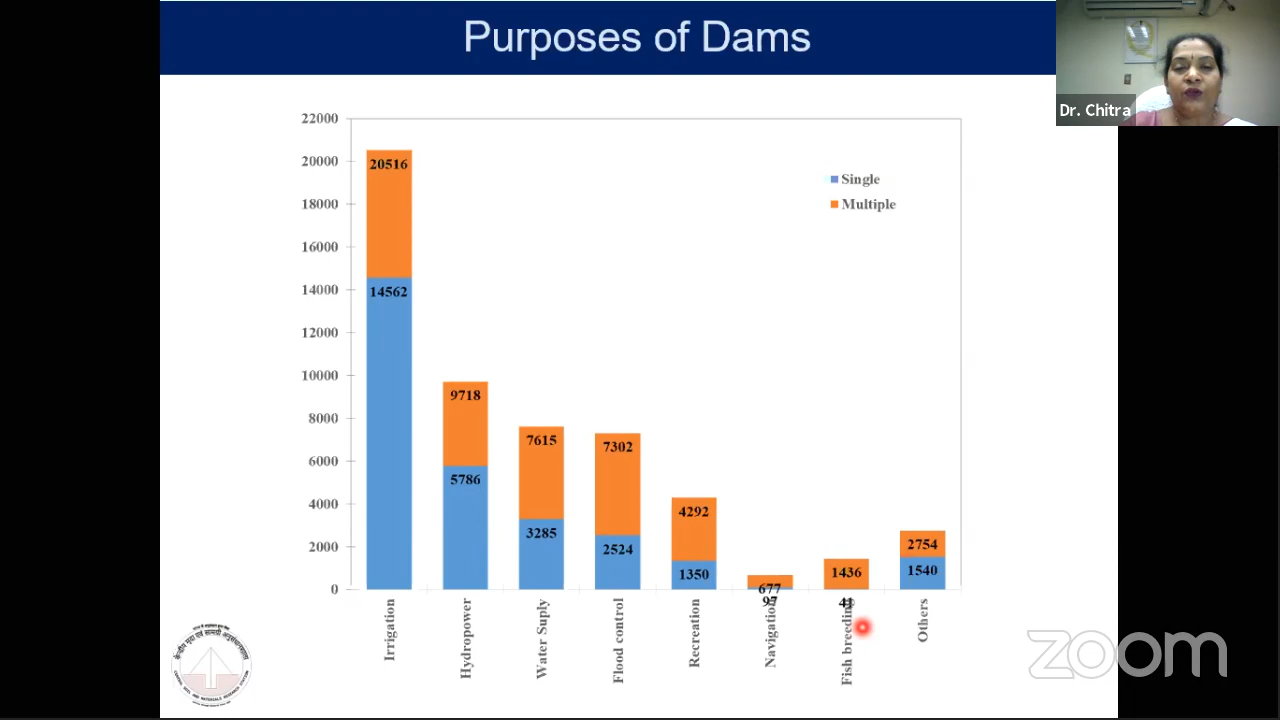 Purposes of Dams
Dr. Chitra
22000
20000
18000
16000
14000
12000
10000
8000
6000
4000
2000
0
Single
Multiple
20516
14562
9718
5786
7615
3285
7302
2524
4292
1350
677
97
1436
41
2754
1540
Irrigation
Hydropower
Water Suply
Flood control
Recreation
Navigation
Fish breeding
Others
zoom